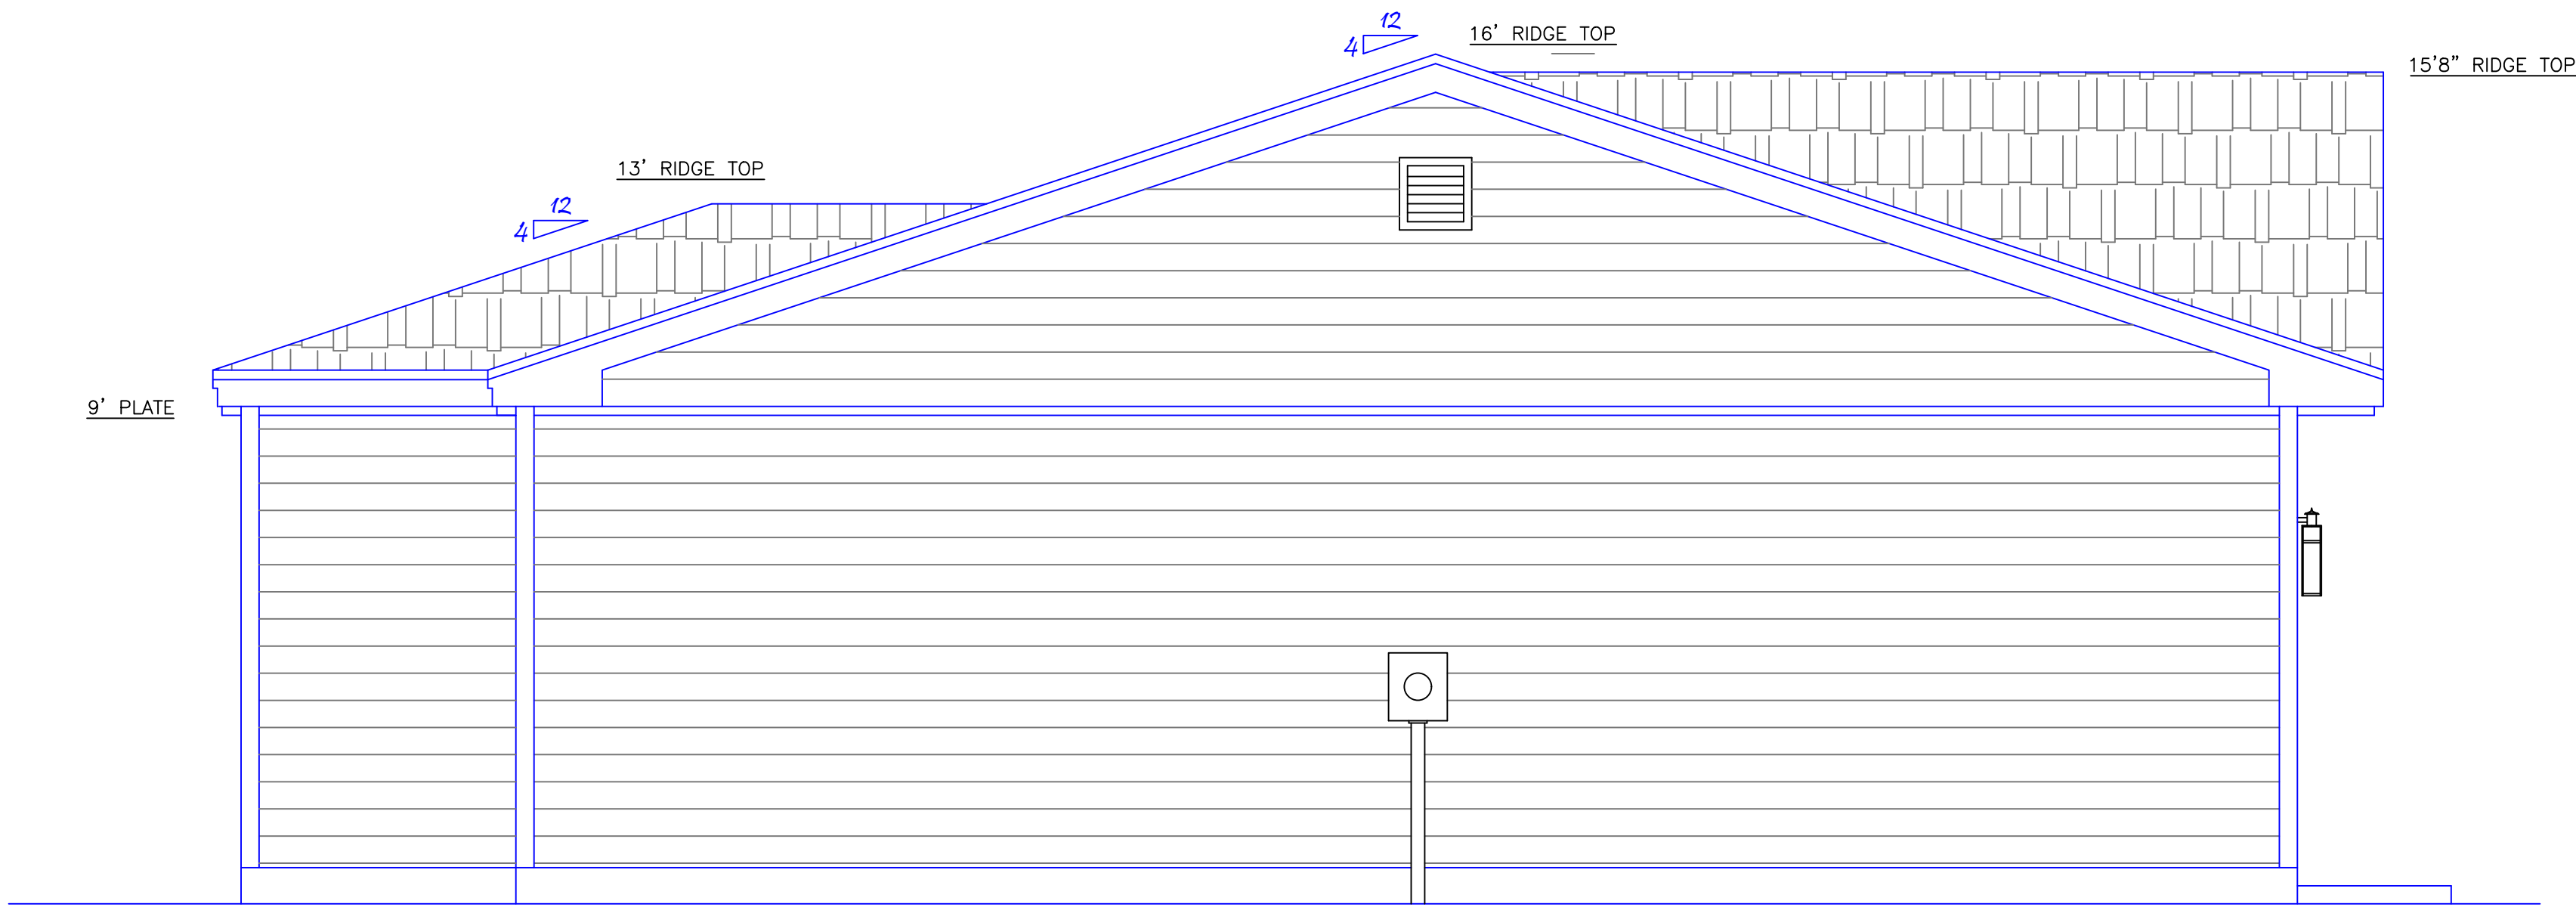 12
4
16' RIDGE TOP
15'8" RIDGE TOP
13' RIDGE TOP
12
4
9' PLATE